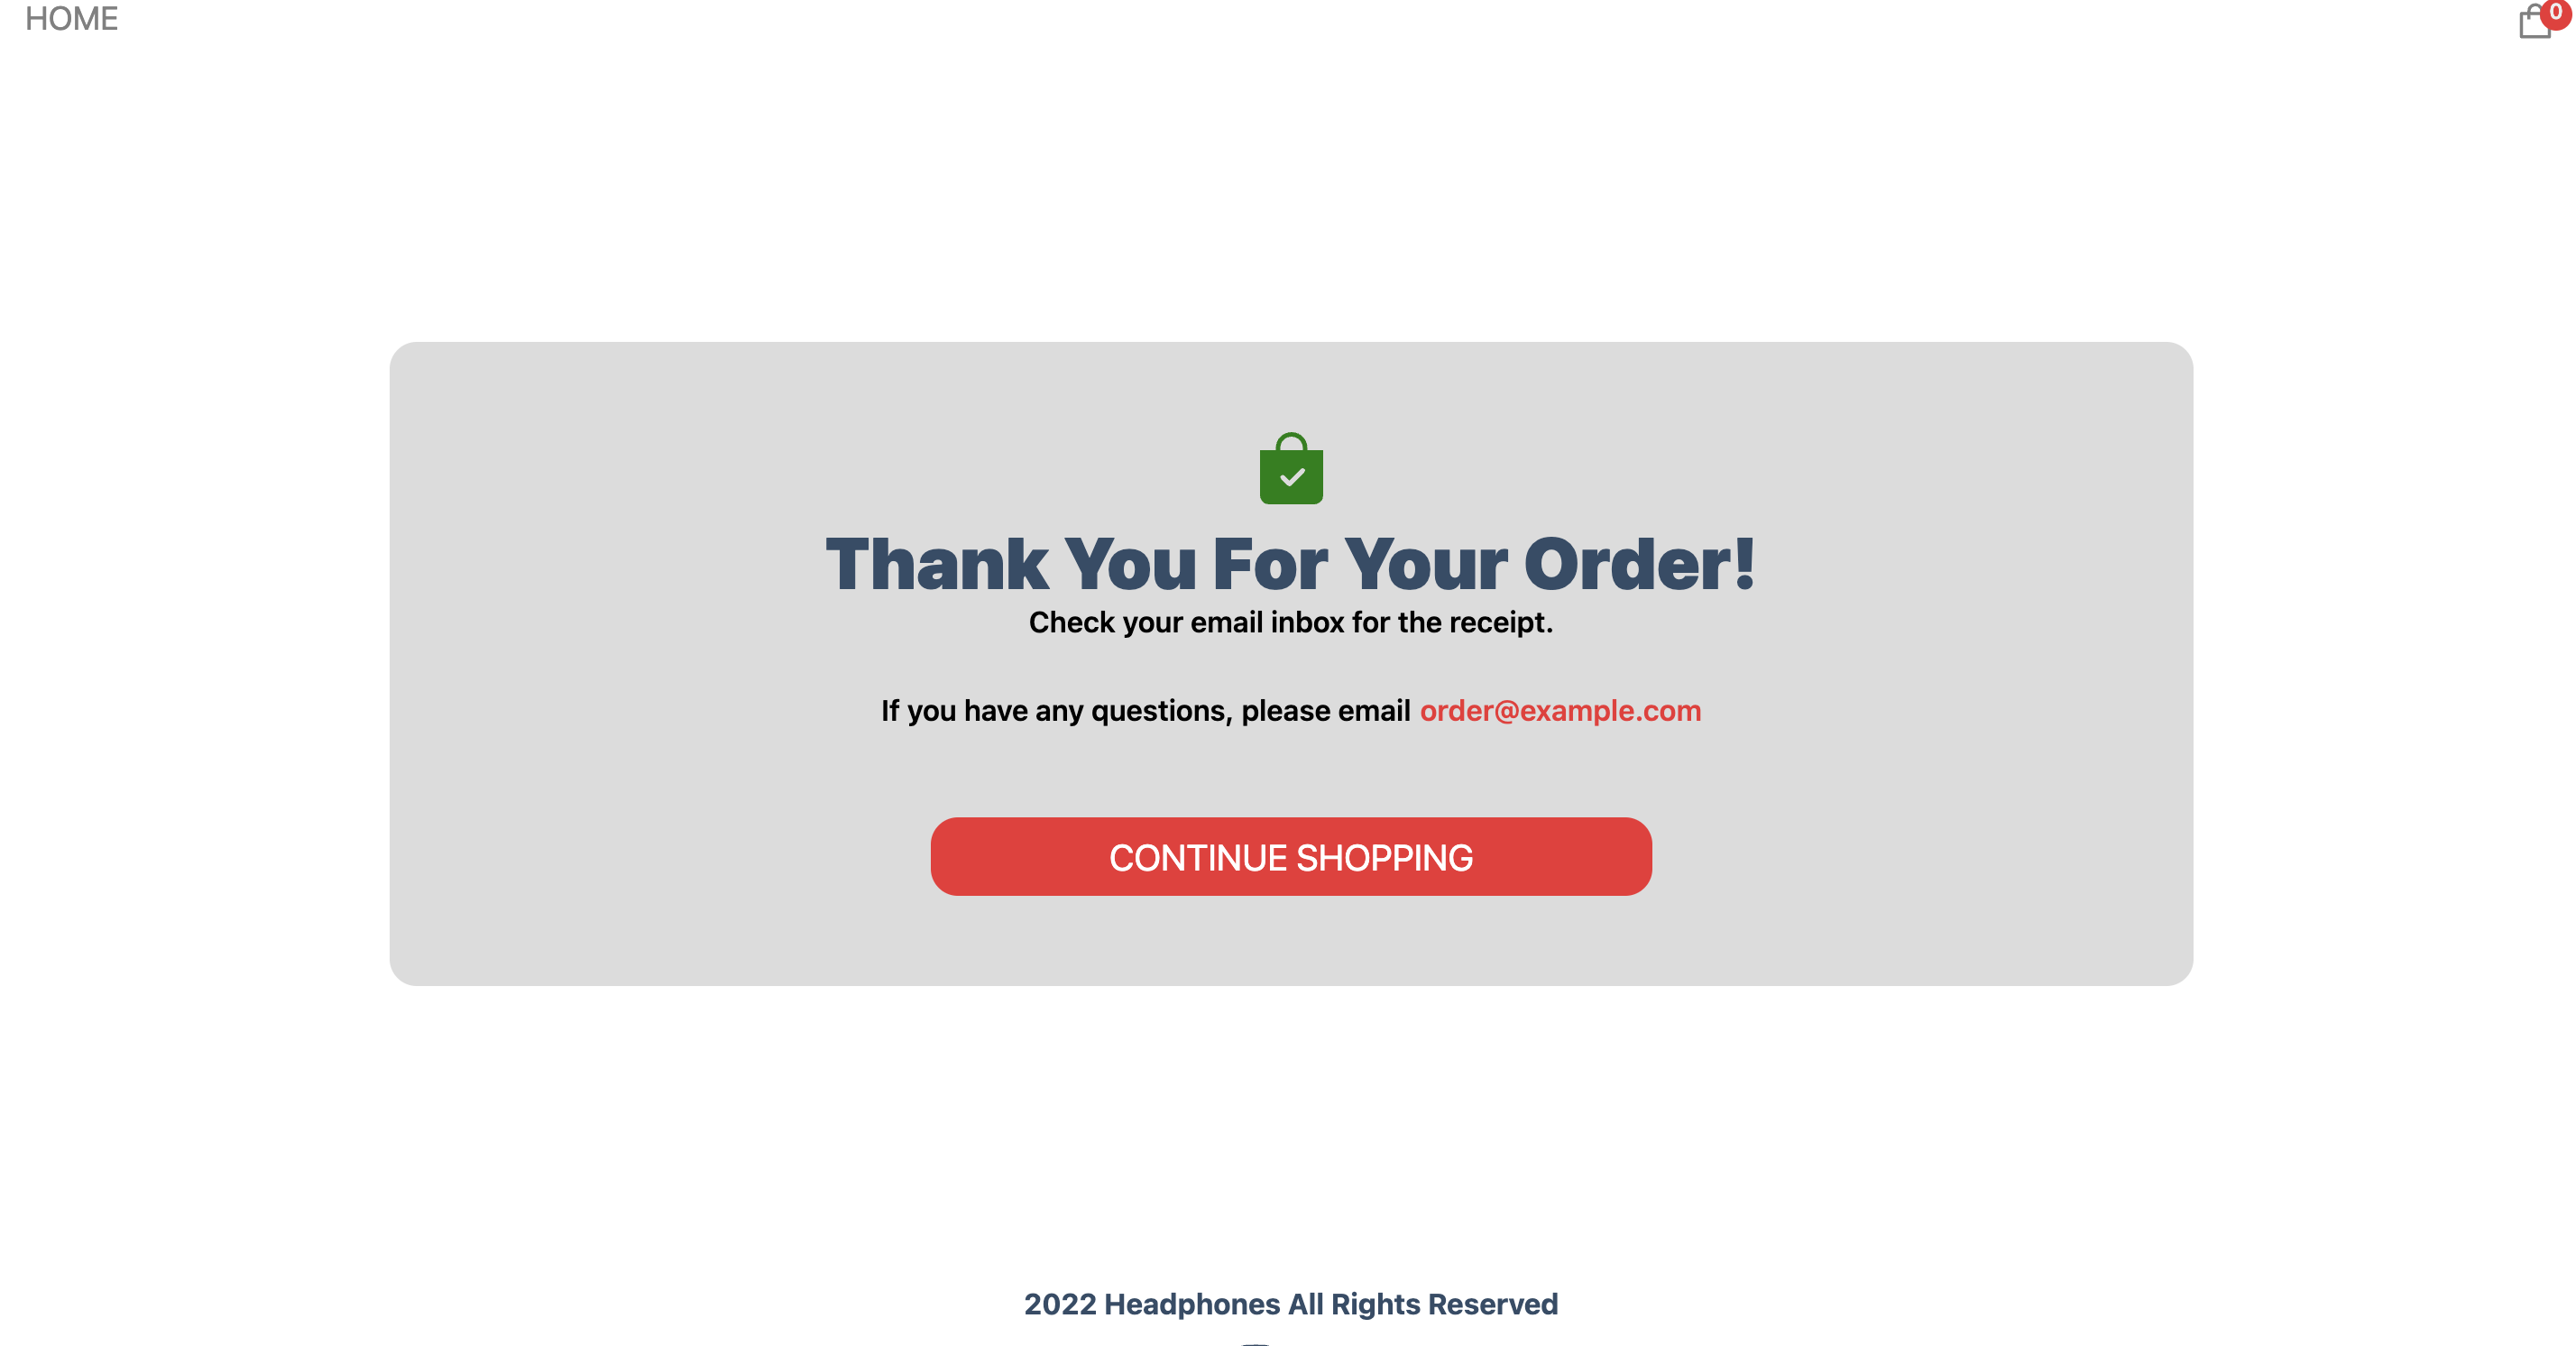 HOME
0
Thank You For Your Order!
Check your email inbox for the receipt.
If you have any questions, please email order@example.com
CONTINUE SHOPPING
2022 Headphones All Rights Reserved